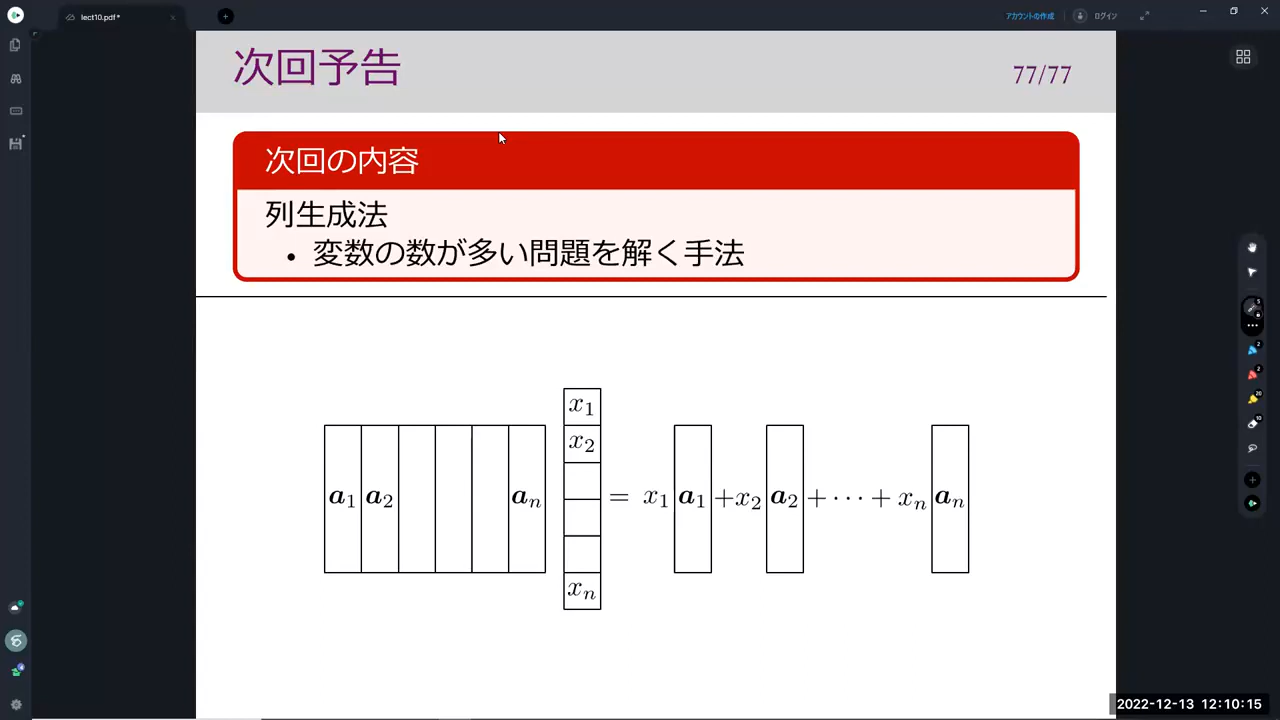 lect10.pdf*
アカウントの作成
ログイン
次回予告
77/77
次回の内容
列生成法
• 変数の数が多い問題を解く手法
a1 a2 an
x1
x2
xn
= x1 a1 +x2 a2 + ⋯ + xn an
2022-12-13 12:10:15